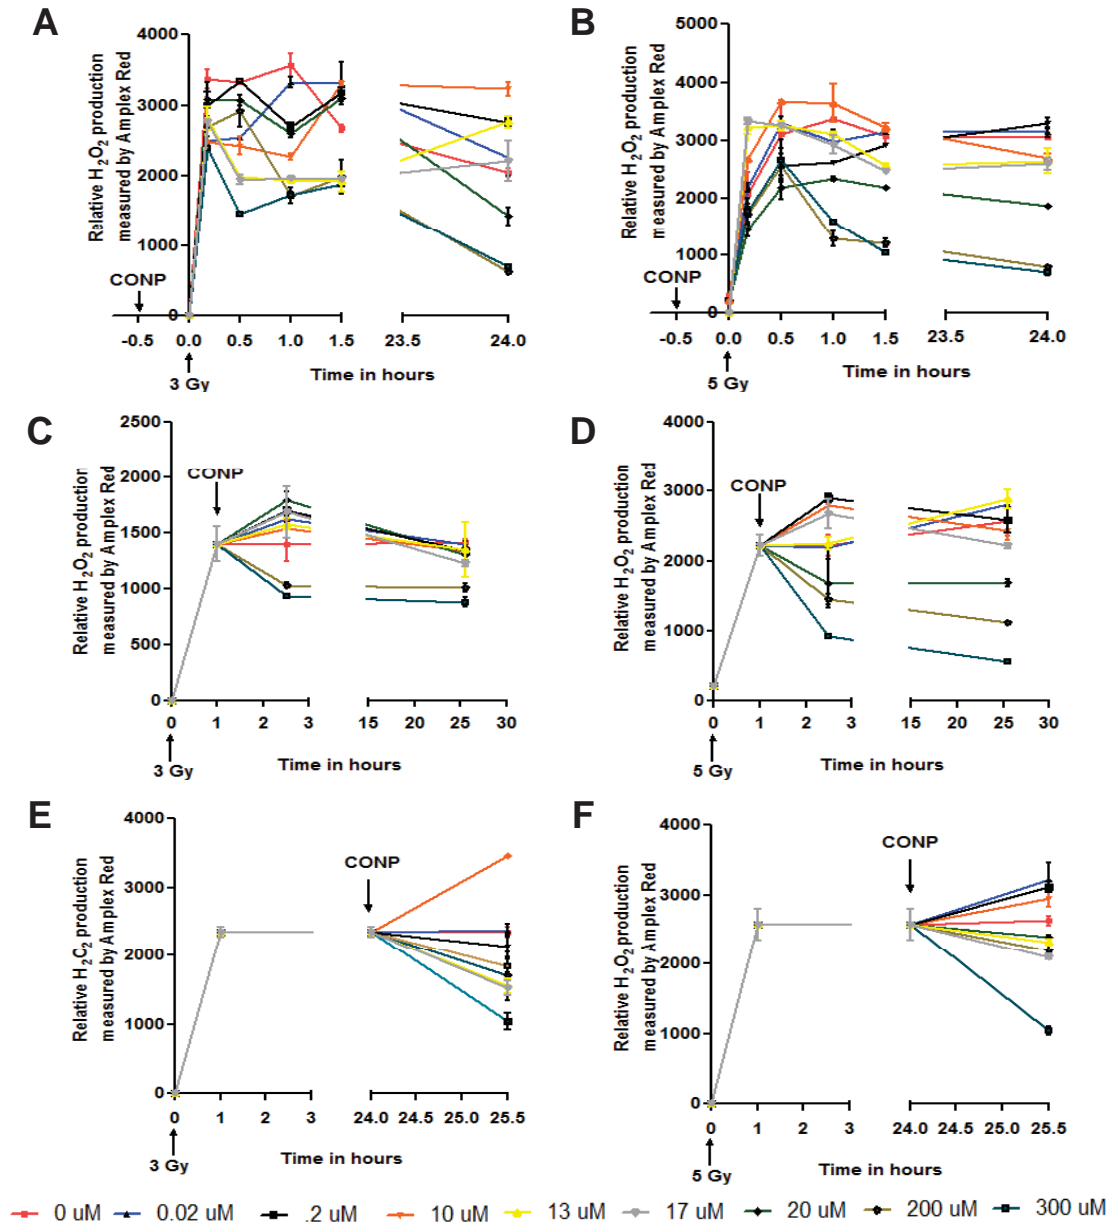 A
Relative H2O2 production
measured by Amplex Red
4000
3000
2000
1000
0
CONP
-0.5
0.0
0.5
1.0
1.5
23.5
24.0
3 Gy
Time in hours
B
Relative H2O2 production
measured by Amplex Red
5000
4000
3000
2000
1000
0
CONP
-0.5
0.0
0.5
1.0
1.5
23.5
24.0
5 Gy
Time in hours
C
Relative H2O2 production
measured by Amplex Red
2500
2000
1500
1000
500
0
CONP
0
1
2
3
15
20
25
30
3 Gy
Time in hours
D
Relative H2O2 production
measured by Amplex Red
4000
3000
2000
1000
0
CONP
0
1
2
3
15
20
25
30
5 Gy
Time in hours
E
Relative H2C2 production
measured by Amplex Red
4000
3000
2000
1000
0
CONP
0
1
2
3
24.0
24.5
25.0
25.5
3 Gy
Time in hours
F
Relative H2O2 production
measured by Amplex Red
4000
3000
2000
1000
0
CONP
0
1
2
3
24.0
24.5
25.0
25.5
5 Gy
Time in hours
0 uM 0.02 uM .2 uM 10 uM 13 uM 17 uM 20 uM 200 uM 300 uM